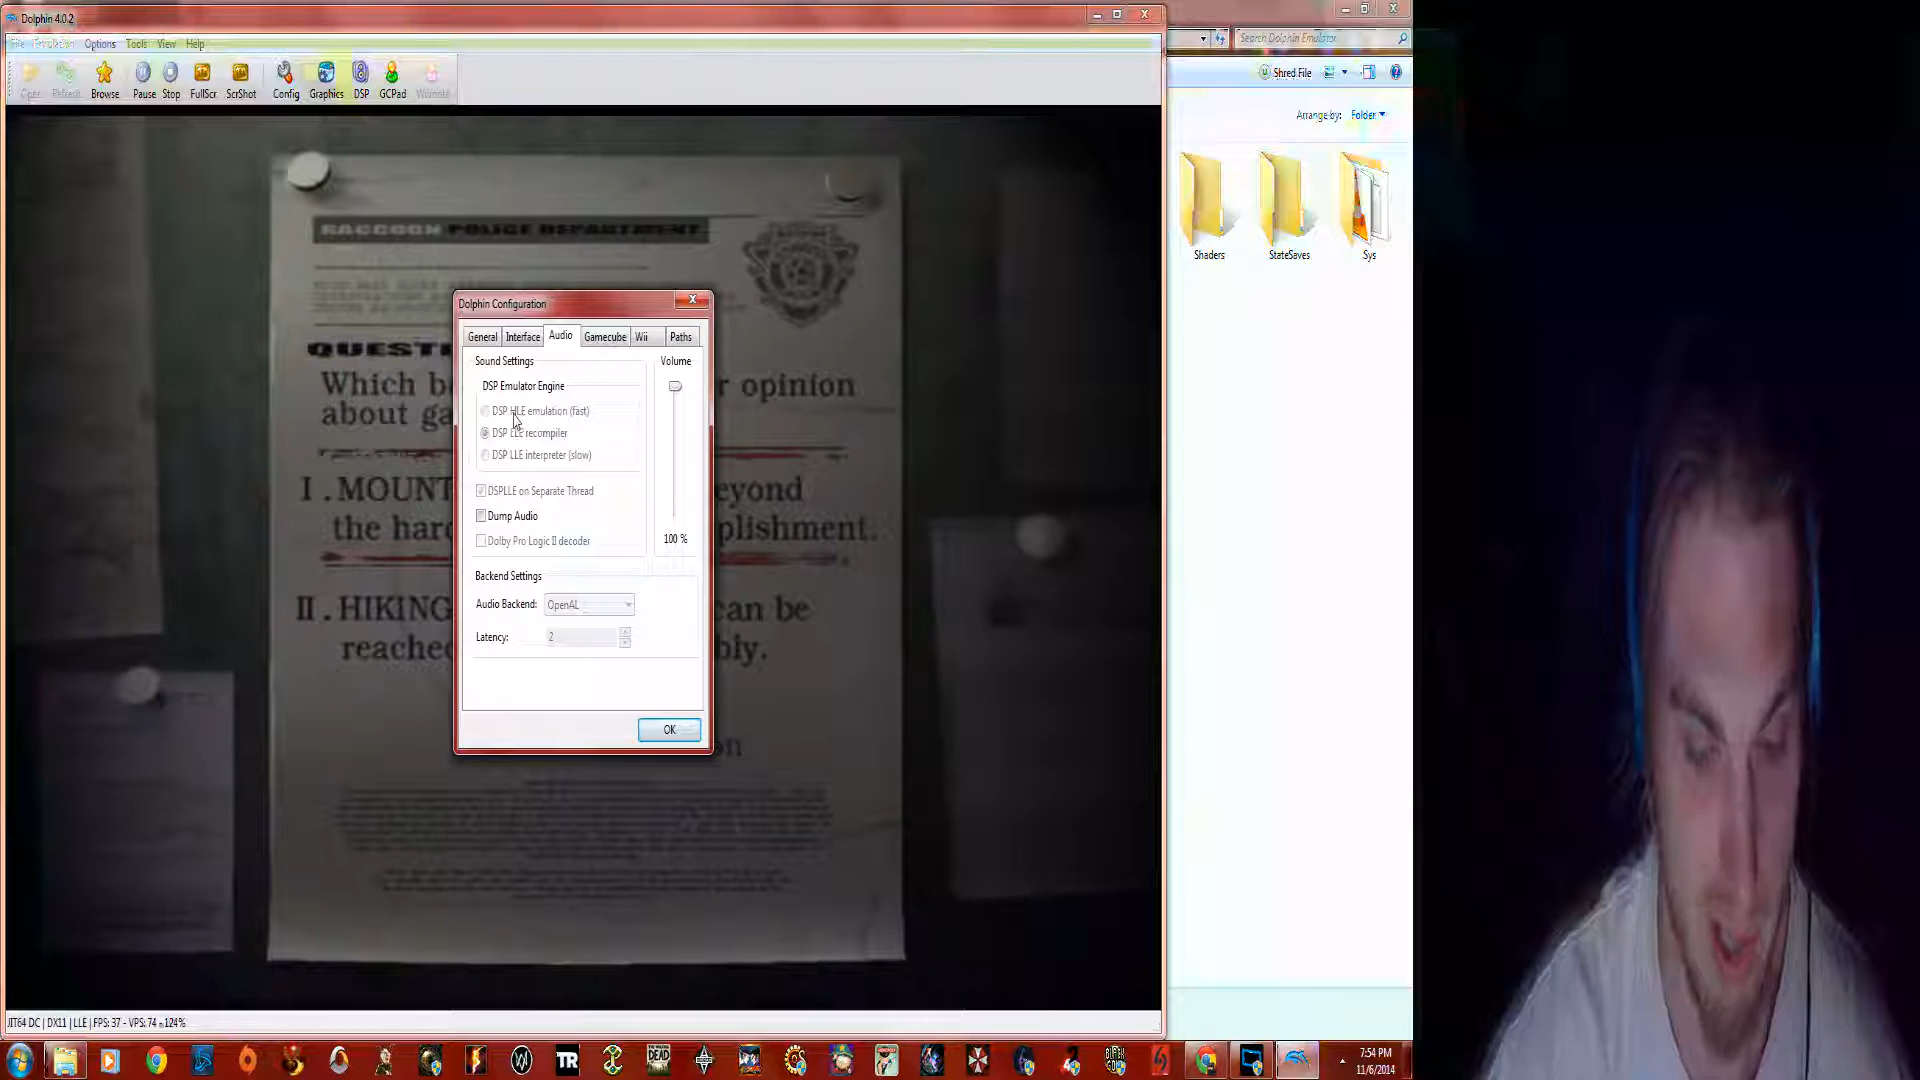 Dolphin 4.0.2
File Emulation Options Tools View Help
Open Refresh Browse Pause Stop FullScr ScrShot Config Graphics DSP GCPad Wiimote
Search Dolphin Emulator
Shred File
Arrange by: Folder
Shaders StateSaves Sys
RACCOON POLICE DEPARTMENT
Dolphin Configuration
General Interface Audio Gamecube Wii Paths
Sound Settings
Volume
DSP Emulator Engine
DSP HLE emulation (fast)
DSP LLE recompiler
DSP LLE interpreter (slow)
DSPLLE on Separate Thread
Dump Audio
Dolby Pro Logic II decoder
100 %
Backend Settings
Audio Backend: OpenAL
Latency: 2
OK
QUESTI
Which b r opinion
about ga
I . MOUNT eyond
the hard plishment.
II . HIKING can be
reached bly.
on
JIT64 DC | DX11 | LLE | FPS: 37 - VPS: 74 - 124%
TR
DEAD
7:54 PM
11/6/2014